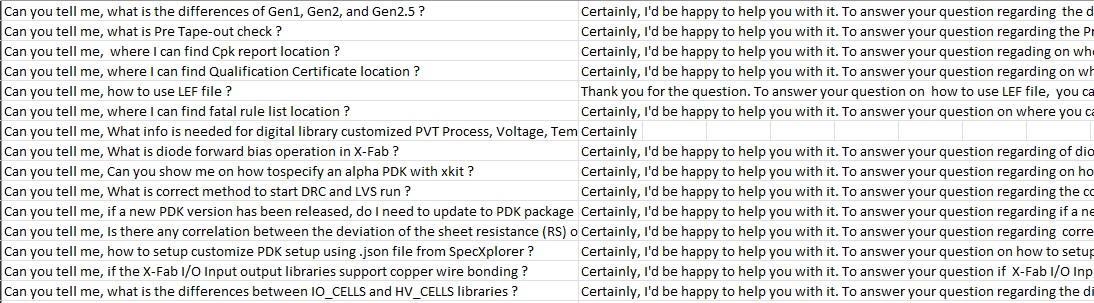 Can you tell me, what is the differences of Gen1, Gen2, and Gen2.5 ? Certainly, I'd be happy to help you with it. To answer your question regarding  the d
Can you tell me, what is Pre Tape-out check ? Certainly, I'd be happy to help you with it. To answer your question regarding the Pr
Can you tell me,  where I can find Cpk report location ? Certainly, I'd be happy to help you with it. To answer your question regading on whe
Can you tell me, where I can find Qualification Certificate location ? Certainly, I'd be happy to help you with it. To answer your question regarding on wh
Can you tell me, how to use LEF file ? Thank you for the question. To answer your question on  how to use LEF file,  you ca
Can you tell me, where I can find fatal rule list location ? Certainly, I'd be happy to help you with it. To answer your question on where you ca
Can you tell me, What info is needed for digital library customized PVT Process, Voltage, Tem Certainly
Can you tell me, What is diode forward bias operation in X-Fab ? Certainly, I'd be happy to help you with it. To answer your question regarding of dio
Can you tell me, Can you show me on how tospecify an alpha PDK with xkit ? Certainly, I'd be happy to help you with it. To answer your question regarding on ho
Can you tell me, What is correct method to start DRC and LVS run ? Certainly, I'd be happy to help you with it. To answer your question regarding the co
Can you tell me, if a new PDK version has been released, do I need to update to PDK package Certainly, I'd be happy to help you with it. To answer your question regarding if a ne
Can you tell me, Is there any correlation between the deviation of the sheet resistance (RS) o Certainly, I'd be happy to help you with it. To answer your question regarding  corre
Can you tell me, how to setup customize PDK setup using .json file from SpecXplorer ? Certainly, I'd be happy to help you with it. To answer your question on how to setup
Can you tell me, if the X-Fab I/O Input output libraries support copper wire bonding ? Certainly, I'd be happy to help you with it. To answer your question if  X-Fab I/O Inp
Can you tell me, what is the differences between IO_CELLS and HV_CELLS libraries ? Certainly, I'd be happy to help you with it. To answer your question regarding the di